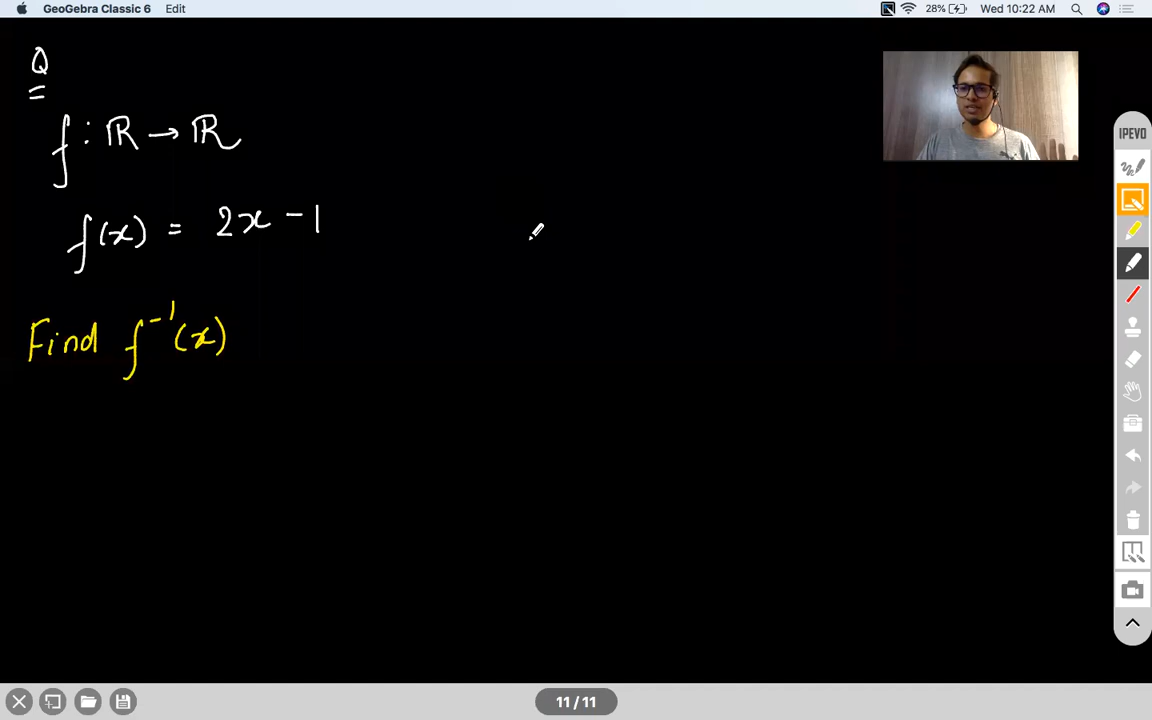 GeoGebra Classic 6 Edit 28% Wed 10:22 AM
Q
f : ℝ → ℝ
IPEVO
f(x) = 2x - 1
Find f⁻¹(x)
11 / 11